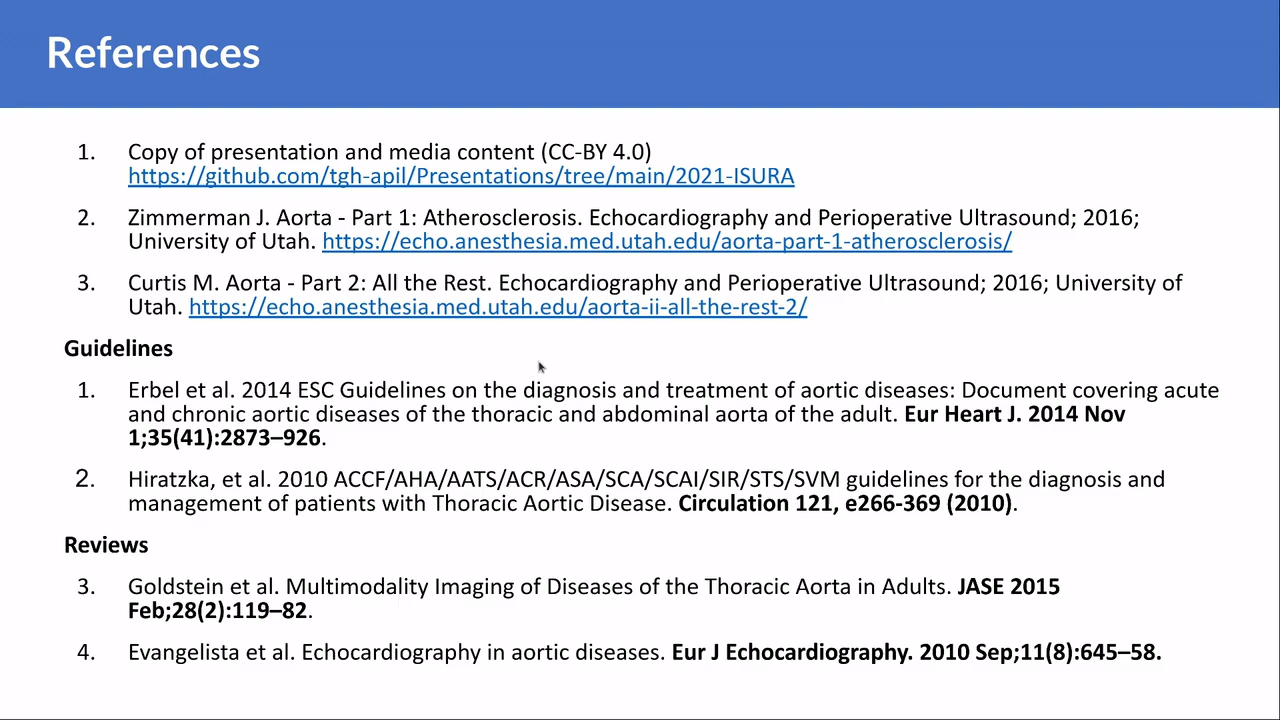 References
1. Copy of presentation and media content (CC-BY 4.0)
https://github.com/tgh-apil/Presentations/tree/main/2021-ISURA
2. Zimmerman J. Aorta - Part 1: Atherosclerosis. Echocardiography and Perioperative Ultrasound; 2016;
University of Utah. https://echo.anesthesia.med.utah.edu/aorta-part-1-atherosclerosis/
3. Curtis M. Aorta - Part 2: All the Rest. Echocardiography and Perioperative Ultrasound; 2016; University of
Utah. https://echo.anesthesia.med.utah.edu/aorta-ii-all-the-rest-2/
Guidelines
1. Erbel et al. 2014 ESC Guidelines on the diagnosis and treatment of aortic diseases: Document covering acute
and chronic aortic diseases of the thoracic and abdominal aorta of the adult. Eur Heart J. 2014 Nov
1;35(41):2873–926.
2. Hiratzka, et al. 2010 ACCF/AHA/AATS/ACR/ASA/SCA/SCAI/SIR/STS/SVM guidelines for the diagnosis and
management of patients with Thoracic Aortic Disease. Circulation 121, e266-369 (2010).
Reviews
3. Goldstein et al. Multimodality Imaging of Diseases of the Thoracic Aorta in Adults. JASE 2015
Feb;28(2):119–82.
4. Evangelista et al. Echocardiography in aortic diseases. Eur J Echocardiography. 2010 Sep;11(8):645–58.